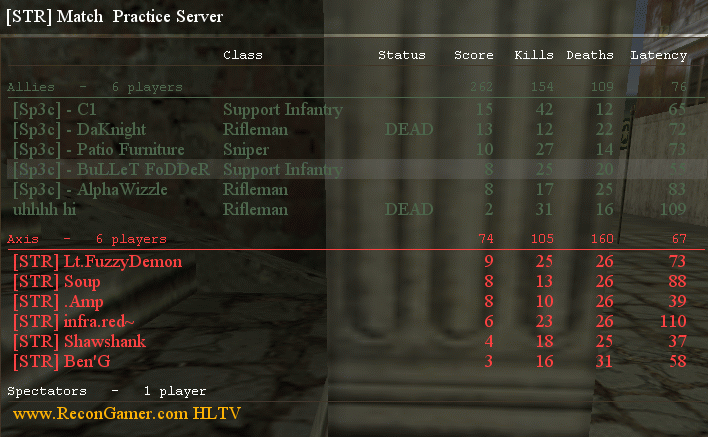 [STR] Match Practice Server
Class Status Score Kills Deaths Latency
Allies - 6 players 262 154 109 76
[Sp3c] - C1 Support Infantry 15 42 12 65
[Sp3c] - DaKnight Rifleman DEAD 13 12 22 72
[Sp3c] - Patio Furniture Sniper 10 27 14 73
[Sp3c] - BuLLeT FoDDeR Support Infantry 8 25 20 55
[Sp3c] - AlphaWizzle Rifleman 8 17 25 83
uhhhh hi Rifleman DEAD 2 31 16 109
Axis - 6 players 74 105 160 67
[STR] Lt.FuzzyDemon 9 25 26 73
[STR] Soup 8 13 26 88
[STR] .Amp 8 10 26 39
[STR] infra.red~ 6 23 26 110
[STR] Shawshank 4 18 25 37
[STR] Ben'G 3 16 31 58
Spectators - 1 player
www.ReconGamer.com HLTV